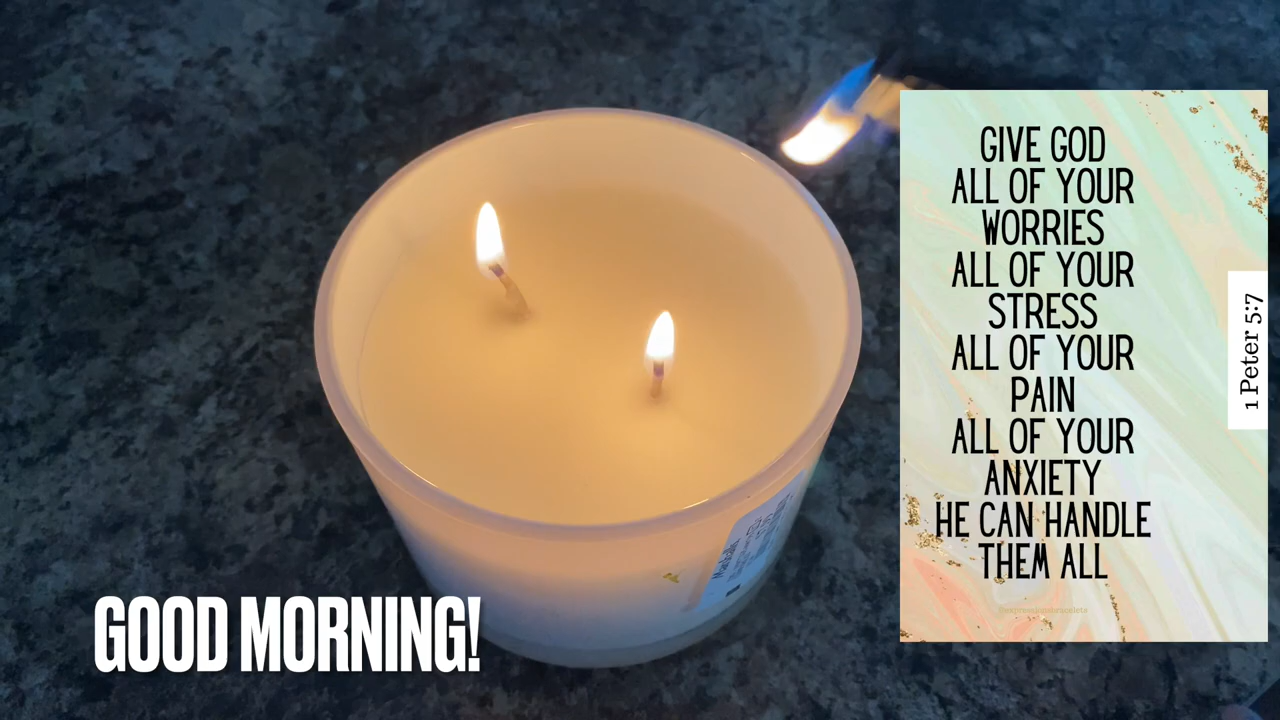 GIVE GOD
ALL OF YOUR
WORRIES
ALL OF YOUR
STRESS
ALL OF YOUR
PAIN
ALL OF YOUR
ANXIETY
HE CAN HANDLE
THEM ALL
1 Peter 5:7
GOOD MORNING!